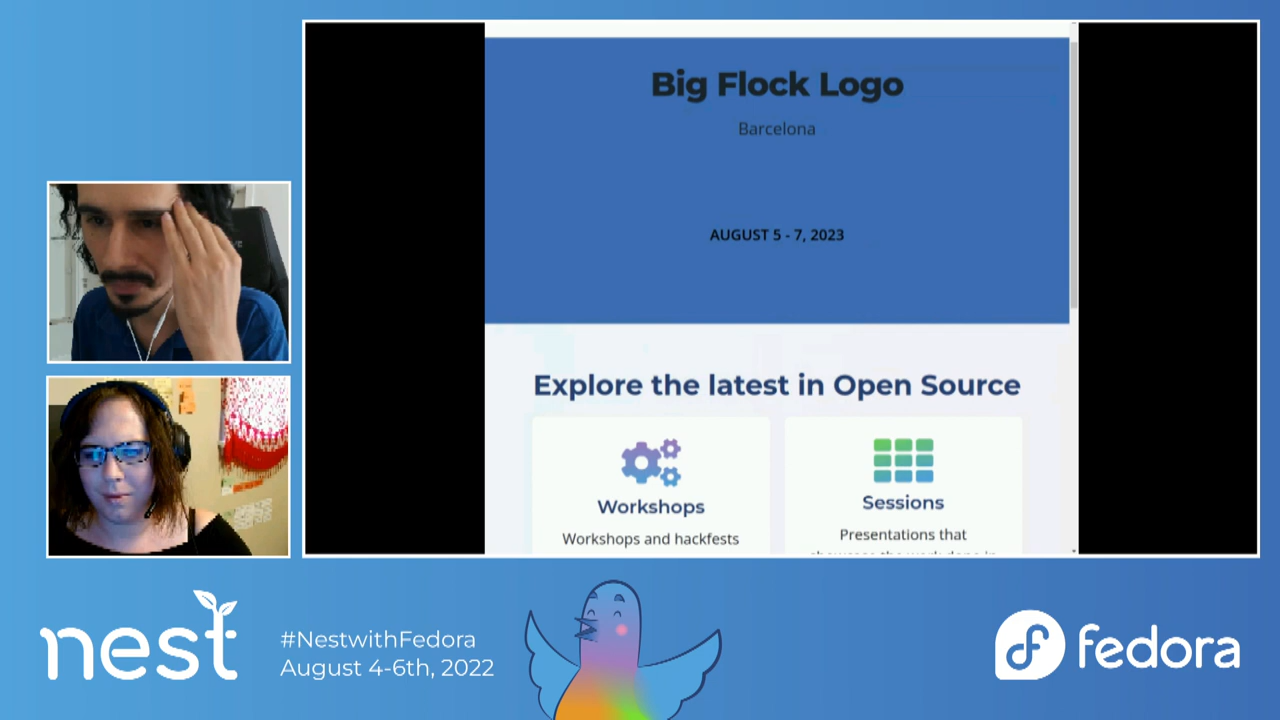 Big Flock Logo
Barcelona
AUGUST 5 - 7, 2023
Explore the latest in Open Source
Workshops
Workshops and hackfests
Sessions
Presentations that
nest
#NestwithFedora
August 4-6th, 2022
fedora